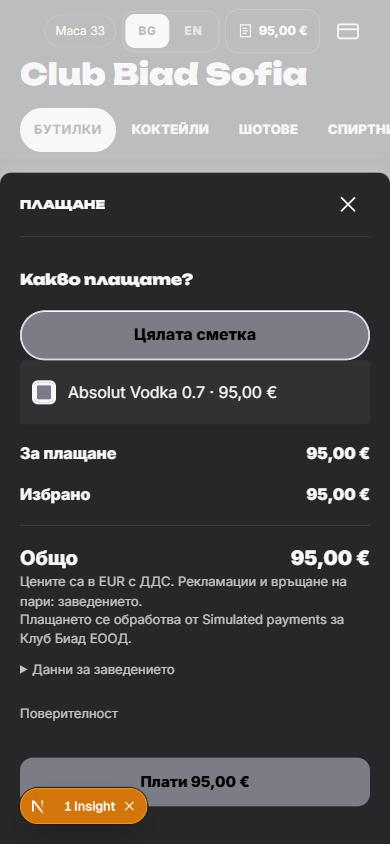 Маса 33
BG
EN
95,00 €
Club Biad Sofia
БУТИЛКИ
КОКТЕЙЛИ
ШОТОВЕ
СПИРТН
ПЛАЩАНЕ
Какво плащате?
Цялата сметка
Absolut Vodka 0.7 · 95,00 €
За плащане 95,00 €
Избрано 95,00 €
Общо 95,00 €
Цените са в EUR с ДДС. Рекламации и връщане на
пари: заведението.
Плащането се обработва от Simulated payments за
Клуб Биад ЕООД.
Данни за заведението
Поверителност
Плати 95,00 €
N 1 Insight